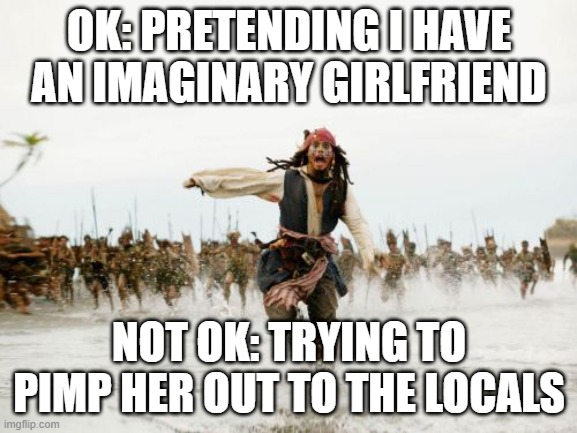 OK: PRETENDING I HAVE
AN IMAGINARY GIRLFRIEND
NOT OK: TRYING TO
PIMP HER OUT TO THE LOCALS
imgflip.com